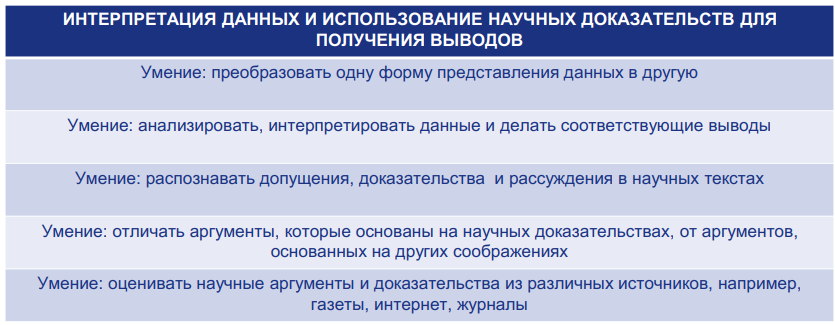 ИНТЕРПРЕТАЦИЯ ДАННЫХ И ИСПОЛЬЗОВАНИЕ НАУЧНЫХ ДОКАЗАТЕЛЬСТВ ДЛЯ
ПОЛУЧЕНИЯ ВЫВОДОВ
Умение: преобразовать одну форму представления данных в другую
Умение: анализировать, интерпретировать данные и делать соответствующие выводы
Умение: распознавать допущения, доказательства и рассуждения в научных текстах
Умение: отличать аргументы, которые основаны на научных доказательствах, от аргументов,
основанных на других соображениях
Умение: оценивать научные аргументы и доказательства из различных источников, например,
газеты, интернет, журналы